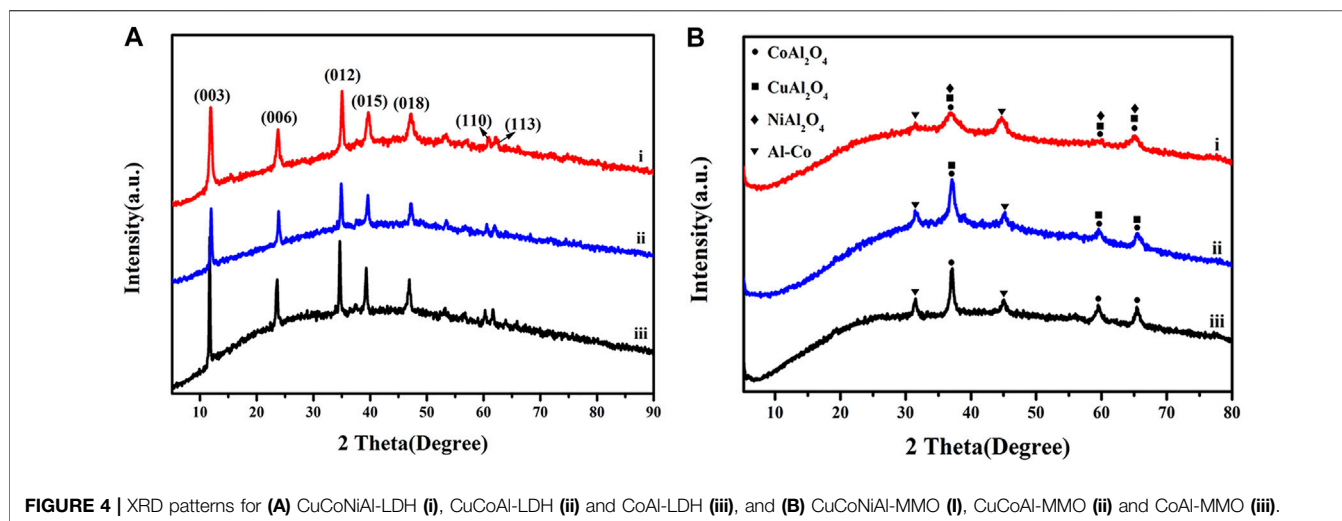 A
(003)
(006)
(012)
(015)
(018)
(110)
(113)
i
ii
iii
Intensity(a.u.)
10 20 30 40 50 60 70 80 90
2 Theta(Degree)
B
CoAl₂O₄
CuAl₂O₄
NiAl₂O₄
Al-Co
i
ii
iii
Intensity(a.u.)
10 20 30 40 50 60 70 80
2 Theta(Degree)
FIGURE 4 | XRD patterns for (A) CuCoNiAl-LDH (i), CuCoAl-LDH (ii) and CoAl-LDH (iii), and (B) CuCoNiAl-MMO (I), CuCoAl-MMO (ii) and CoAl-MMO (iii).